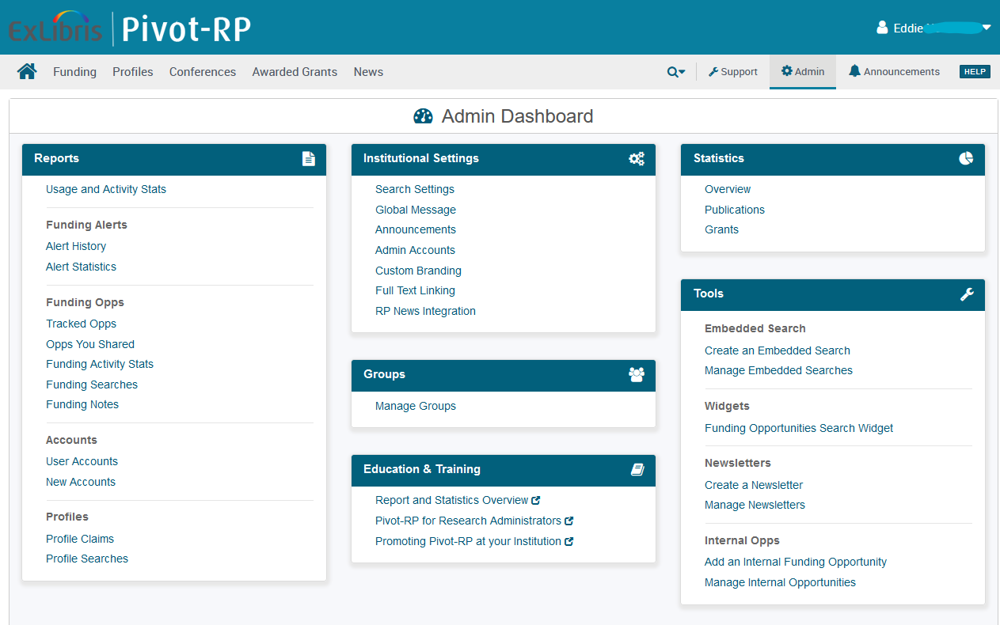 ExLibris Pivot-RP
Eddie
Funding Profiles Conferences Awarded Grants News Support Admin Announcements HELP
Admin Dashboard
Reports
Usage and Activity Stats
Funding Alerts
Alert History
Alert Statistics
Funding Opps
Tracked Opps
Opps You Shared
Funding Activity Stats
Funding Searches
Funding Notes
Accounts
User Accounts
New Accounts
Profiles
Profile Claims
Profile Searches
Institutional Settings
Search Settings
Global Message
Announcements
Admin Accounts
Custom Branding
Full Text Linking
RP News Integration
Groups
Manage Groups
Education & Training
Report and Statistics Overview
Pivot-RP for Research Administrators
Promoting Pivot-RP at your Institution
Statistics
Overview
Publications
Grants
Tools
Embedded Search
Create an Embedded Search
Manage Embedded Searches
Widgets
Funding Opportunities Search Widget
Newsletters
Create a Newsletter
Manage Newsletters
Internal Opps
Add an Internal Funding Opportunity
Manage Internal Opportunities